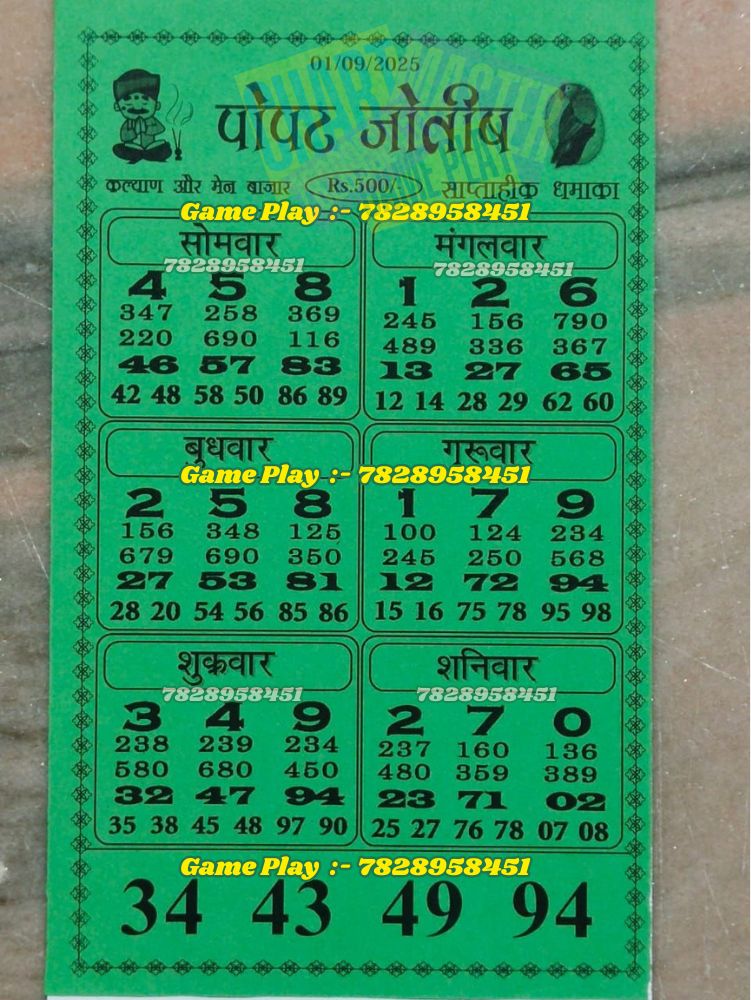 01/09/2025
CHART MASTER
GAME PLAY
पोपट जोतीष
कल्याण और मेन बाजार Rs.500/- साप्ताहीक धमाका
Game Play :- 7828958451
सोमवार
7828958451
4 5 8
347 258 369
220 690 116
46 57 83
42 48 58 50 86 89
मंगलवार
7828958451
1 2 6
245 156 790
489 336 367
13 27 65
12 14 28 29 62 60
बुधवार
गुरूवार
Game Play :- 7828958451
2 5 8
156 348 125
679 690 350
27 53 81
28 20 54 56 85 86
1 7 9
100 124 234
245 250 568
12 72 94
15 16 75 78 95 98
शुक्रवार
7828958451
3 4 9
238 239 234
580 680 450
32 47 94
35 38 45 48 97 90
शनिवार
7828958451
2 7 0
237 160 136
480 359 389
23 71 02
25 27 76 78 07 08
Game Play :- 7828958451
34 43 49 94